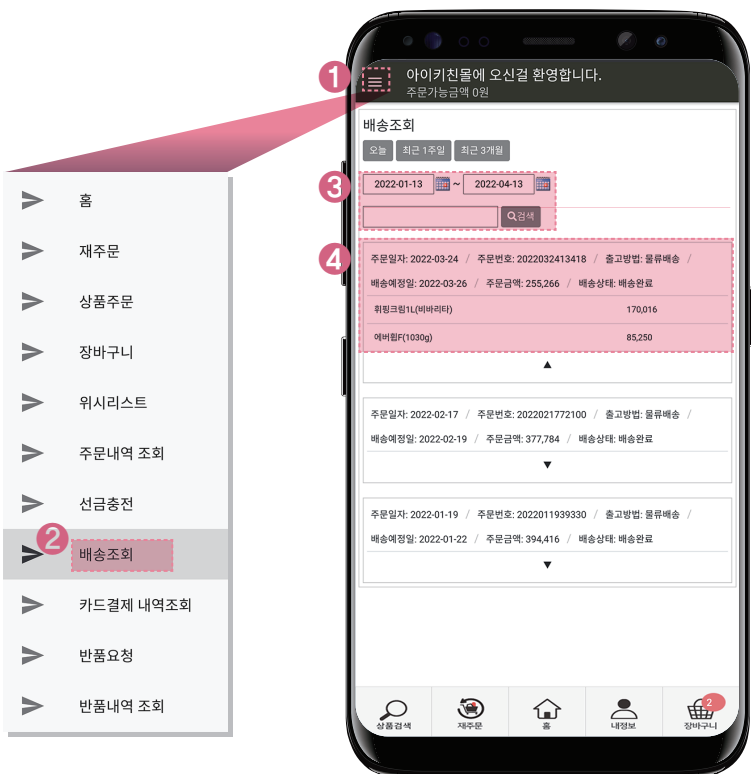 1
아이키친몰에 오신걸 환영합니다.
주문가능금액 0원
배송조회
오늘
최근 1주일
최근 3개월
3
2022-01-13 ~ 2022-04-13
검색
4
주문일자: 2022-03-24 / 주문번호: 2022032413418 / 출고방법: 물류배송 /
배송예정일: 2022-03-26 / 주문금액: 255,266 / 배송상태: 배송완료
휘핑크림1L(비바리타) 170,016
에버휩F(1030g) 85,250
▲
주문일자: 2022-02-17 / 주문번호: 2022021772100 / 출고방법: 물류배송 /
배송예정일: 2022-02-19 / 주문금액: 377,784 / 배송상태: 배송완료
▼
주문일자: 2022-01-19 / 주문번호: 2022011939330 / 출고방법: 물류배송 /
배송예정일: 2022-01-22 / 주문금액: 394,416 / 배송상태: 배송완료
▼
상품검색
재주문
홈
내정보
2
장바구니
홈
재주문
상품주문
장바구니
위시리스트
주문내역 조회
선금충전
2
배송조회
카드결제 내역조회
반품요청
반품내역 조회